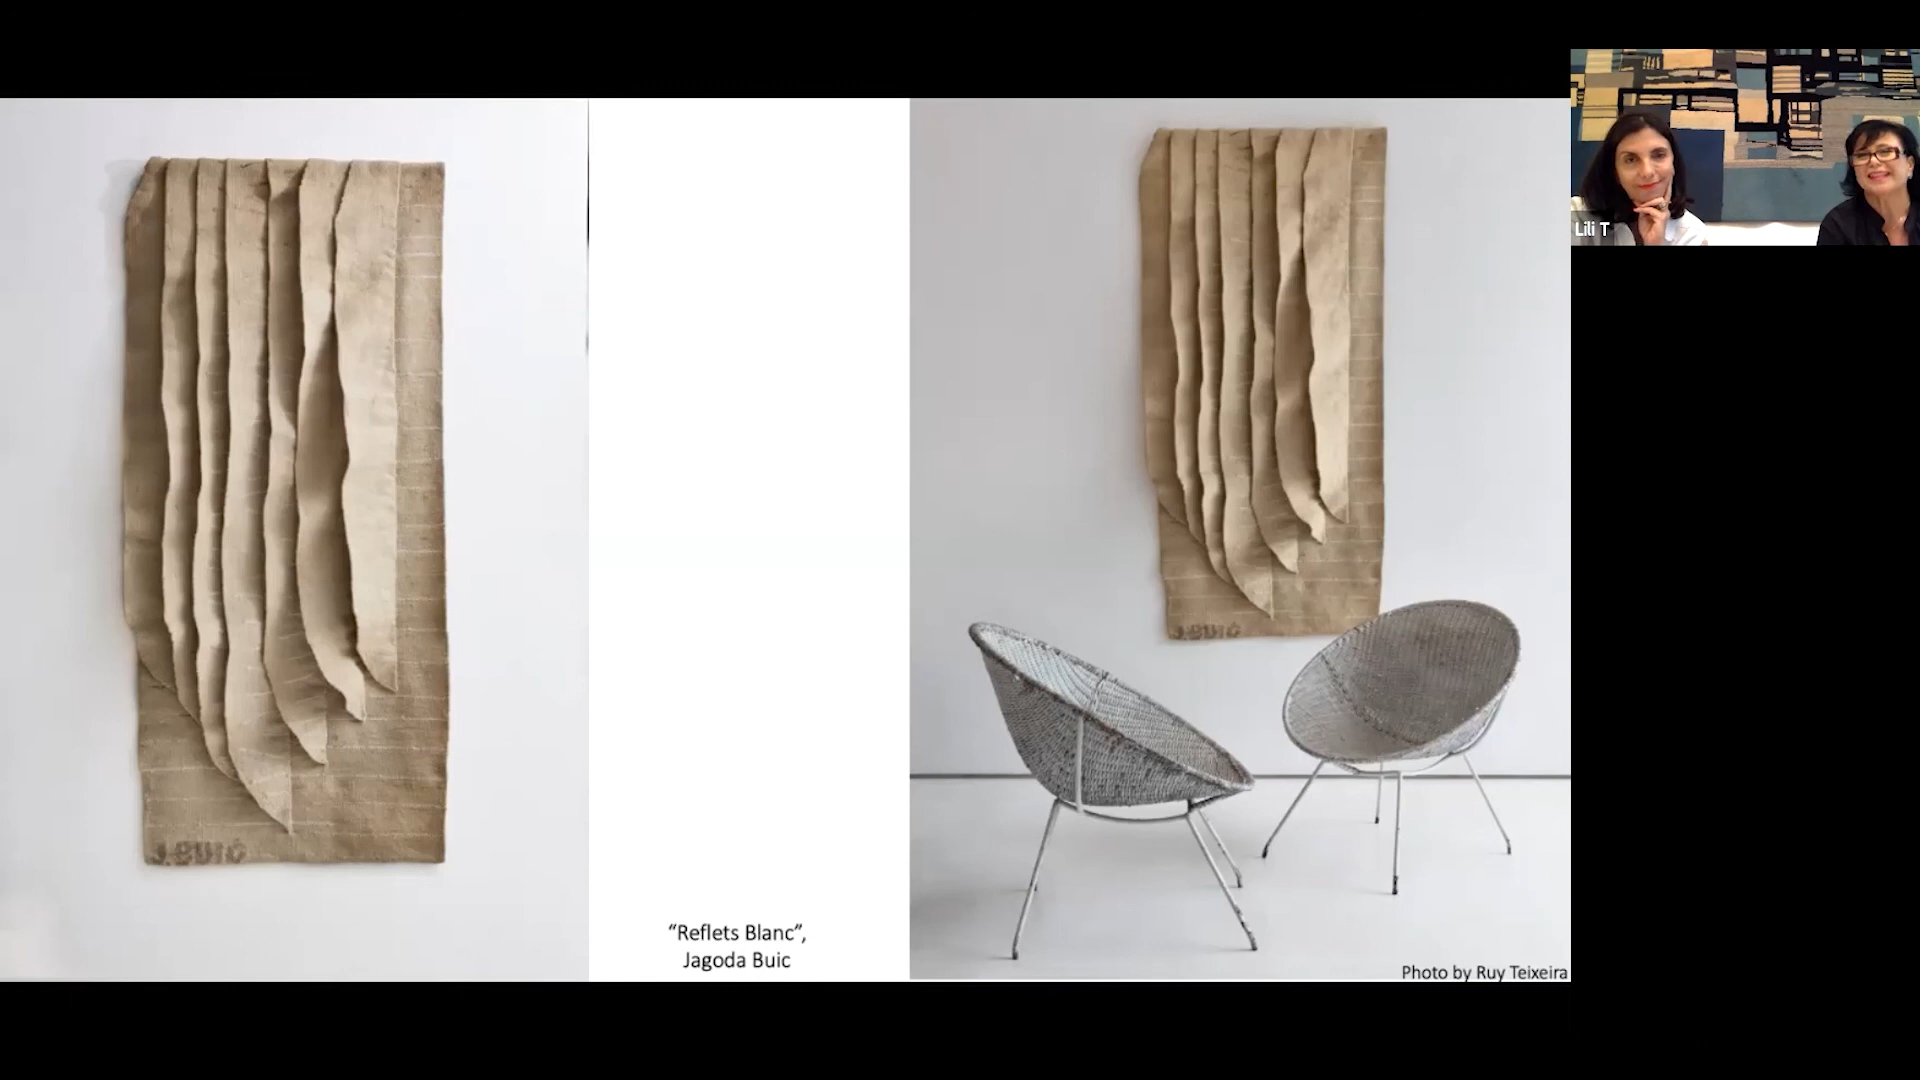 J. BUIĆ
"Reflets Blanc",
Jagoda Buic
J. BUIĆ
Photo by Ruy Teixeira
Lili T